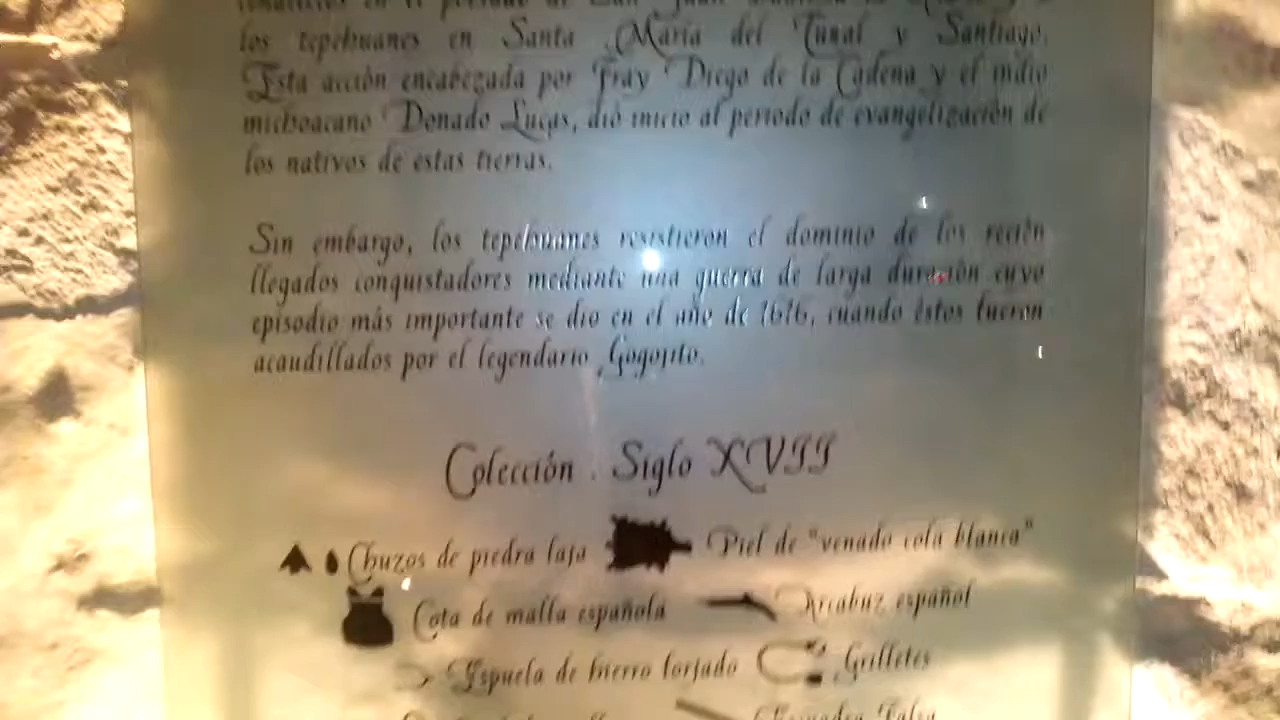 los tepehuanes en Santa María del Tunal y Santiago.
Esta acción encabezada por Fray Diego de la Cadena y el indio
michoacano Donado Lucas, dió inicio al periodo de evangelización de
los nativos de estas tierras.
Sin embargo, los tepehuanes resistieron el dominio de los recién
llegados conquistadores mediante una guerra de larga duración cuyo
episodio más importante se dio en el año de 1616, cuando éstos fueron
acaudillados por el legendario Gogojito.
Colección . Siglo XVII
Chuzos de piedra laja Piel de "venado cola blanca"
Cota de malla española Arcabuz español
Espuela de hierro forjado Grilletes